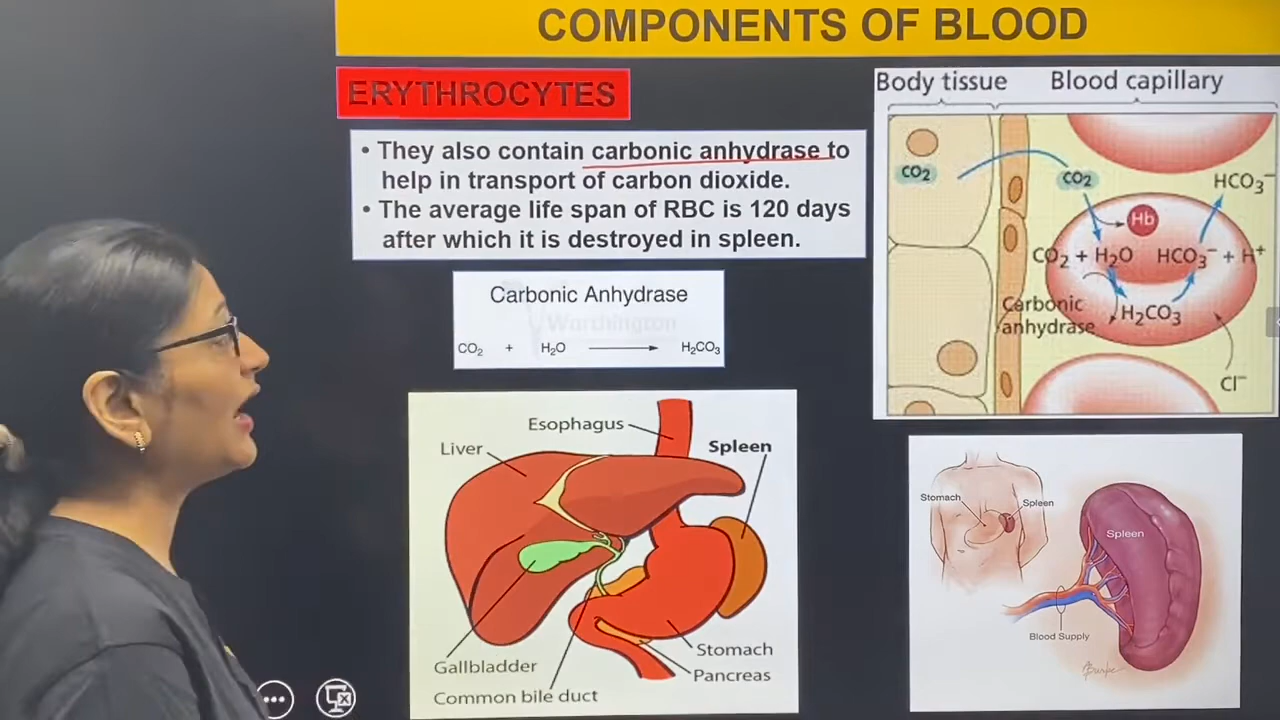 COMPONENTS OF BLOOD
ERYTHROCYTES
• They also contain carbonic anhydrase to
help in transport of carbon dioxide.
• The average life span of RBC is 120 days
after which it is destroyed in spleen.
Carbonic Anhydrase
Worthington
CO₂ + H₂O → H₂CO₃
Body tissue Blood capillary
CO₂ CO₂ HCO₃⁻
Hb
CO₂ + H₂O HCO₃⁻ + H⁺
Carbonic
anhydrase
H₂CO₃
Cl⁻
Esophagus
Liver
Spleen
Gallbladder
Common bile duct
Stomach
Pancreas
Stomach
Spleen
Spleen
Blood Supply